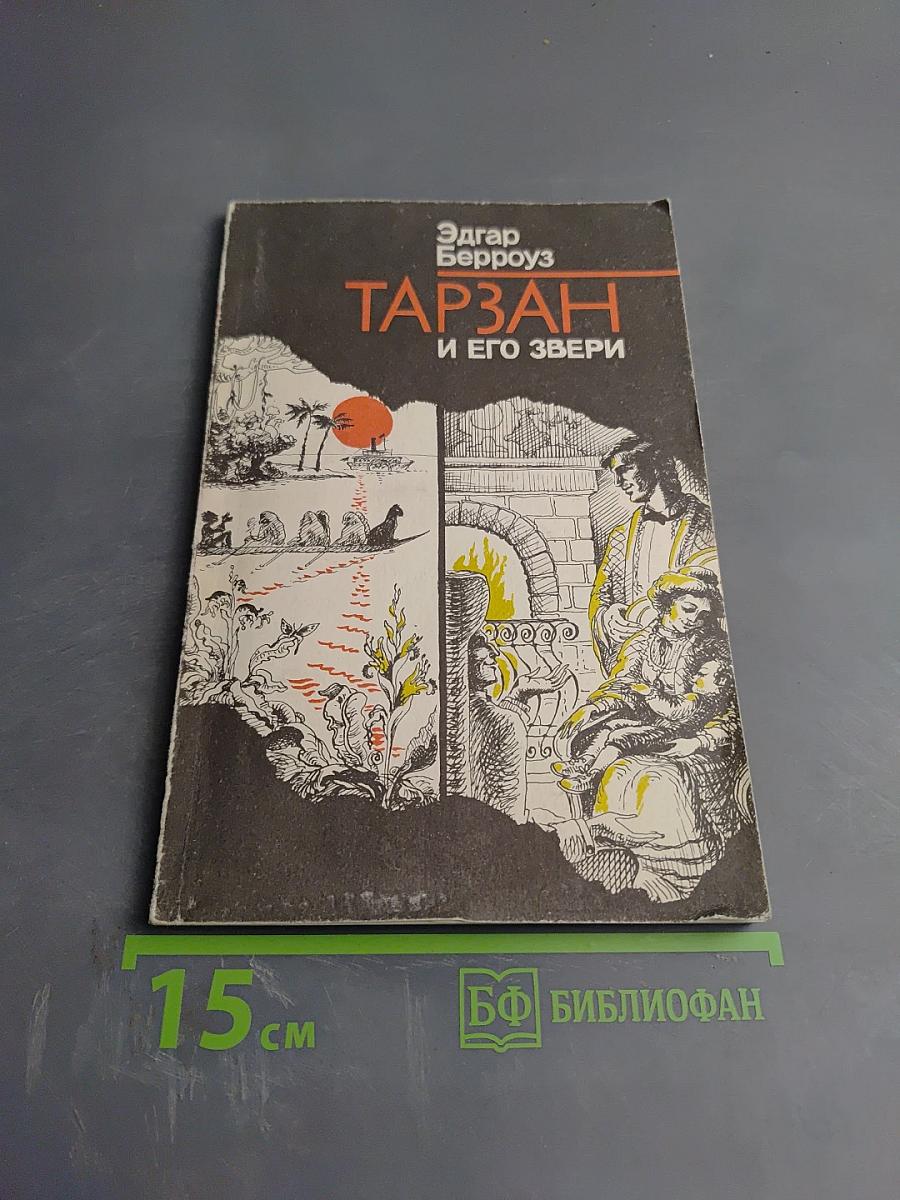 Эдгар
Берроуз
ТАРЗАН
И ЕГО ЗВЕРИ
15 см
БФ БИБЛИОФАН